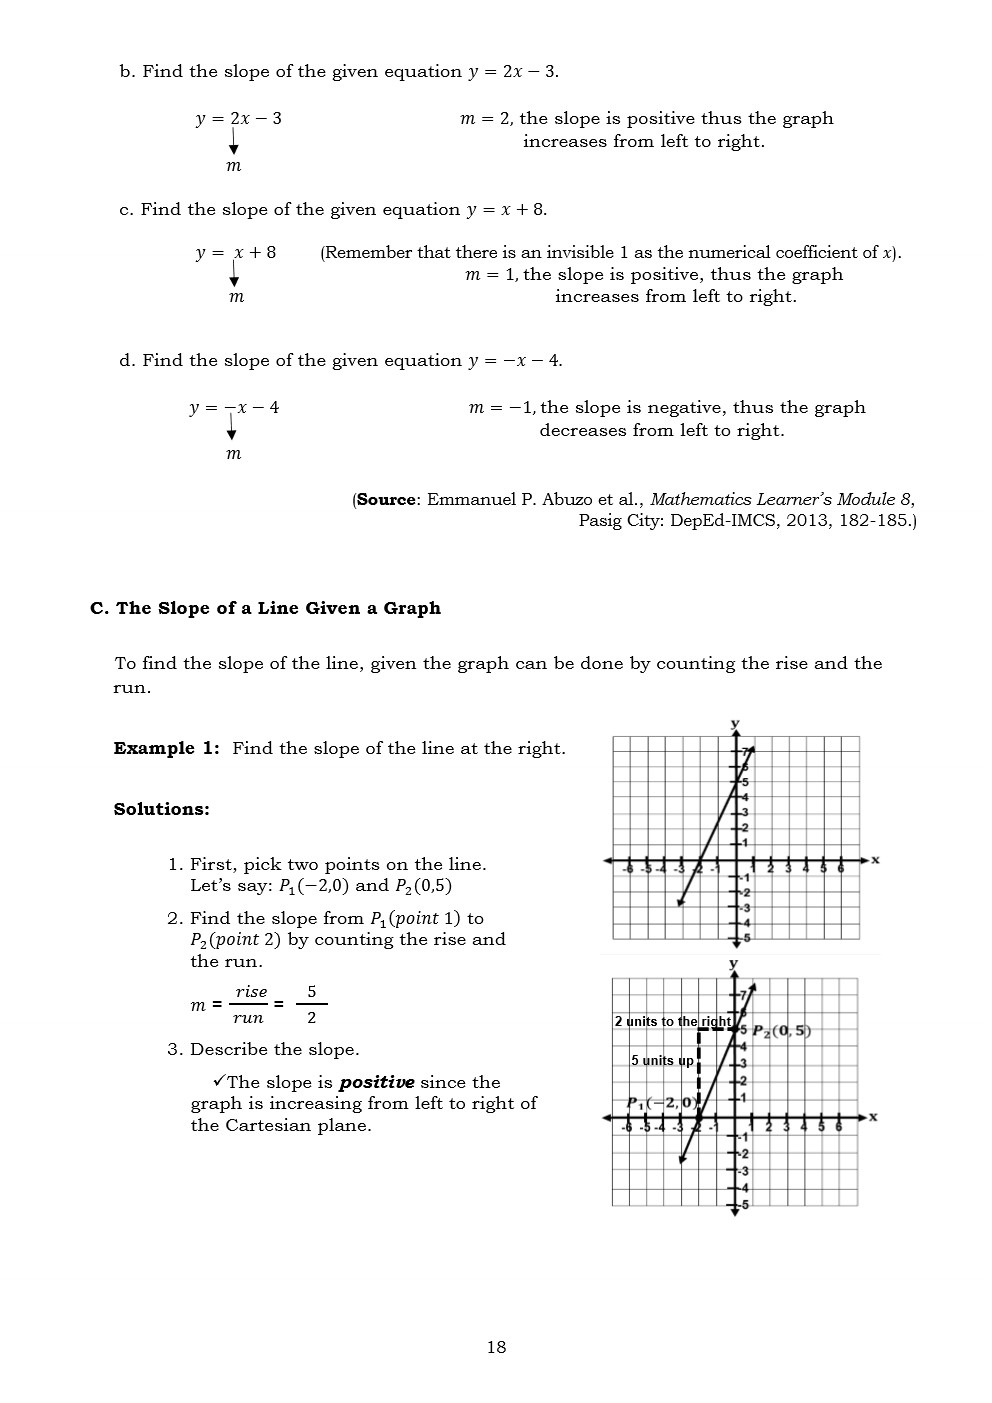 b. Find the slope of the given equation y = 2x − 3.
y = 2x − 3
m = 2, the slope is positive thus the graph
increases from left to right.
m
c. Find the slope of the given equation y = x + 8.
y = x + 8 (Remember that there is an invisible 1 as the numerical coefficient of x).
m = 1, the slope is positive, thus the graph
m increases from left to right.
d. Find the slope of the given equation y = −x − 4.
y = −x − 4
m = −1, the slope is negative, thus the graph
decreases from left to right.
m
(Source: Emmanuel P. Abuzo et al., Mathematics Learner's Module 8,
Pasig City: DepEd-IMCS, 2013, 182-185.)
C. The Slope of a Line Given a Graph
To find the slope of the line, given the graph can be done by counting the rise and the
run.
Example 1: Find the slope of the line at the right.
Solutions:
1. First, pick two points on the line.
Let's say: P₁(−2,0) and P₂(0,5)
2. Find the slope from P₁(point 1) to
P₂(point 2) by counting the rise and
the run.
m = rise/run = 5/2
3. Describe the slope.
✓The slope is positive since the
graph is increasing from left to right of
the Cartesian plane.
y
7
6
5
4
3
2
1
-6 -5 -4 -3 -2 -1 1 2 3 4 5 6 x
-1
-2
-3
-4
-5
y
7
6
2 units to the right 5 P₂(0, 5)
4
5 units up 3
2
P₁(−2, 0) 1
-6 -5 -4 -3 -2 -1 1 2 3 4 5 6 x
-1
-2
-3
-4
-5
18